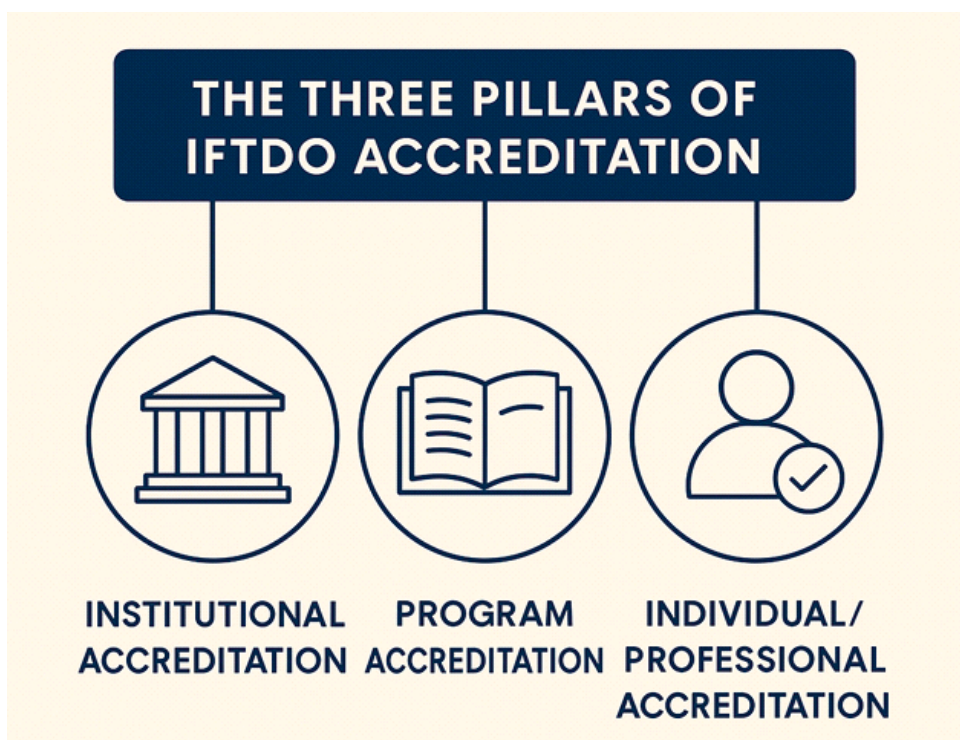 THE THREE PILLARS OF
IFTDO ACCREDITATION
INSTITUTIONAL
ACCREDITATION
PROGRAM
ACCREDITATION
INDIVIDUAL/
PROFESSIONAL
ACCREDITATION